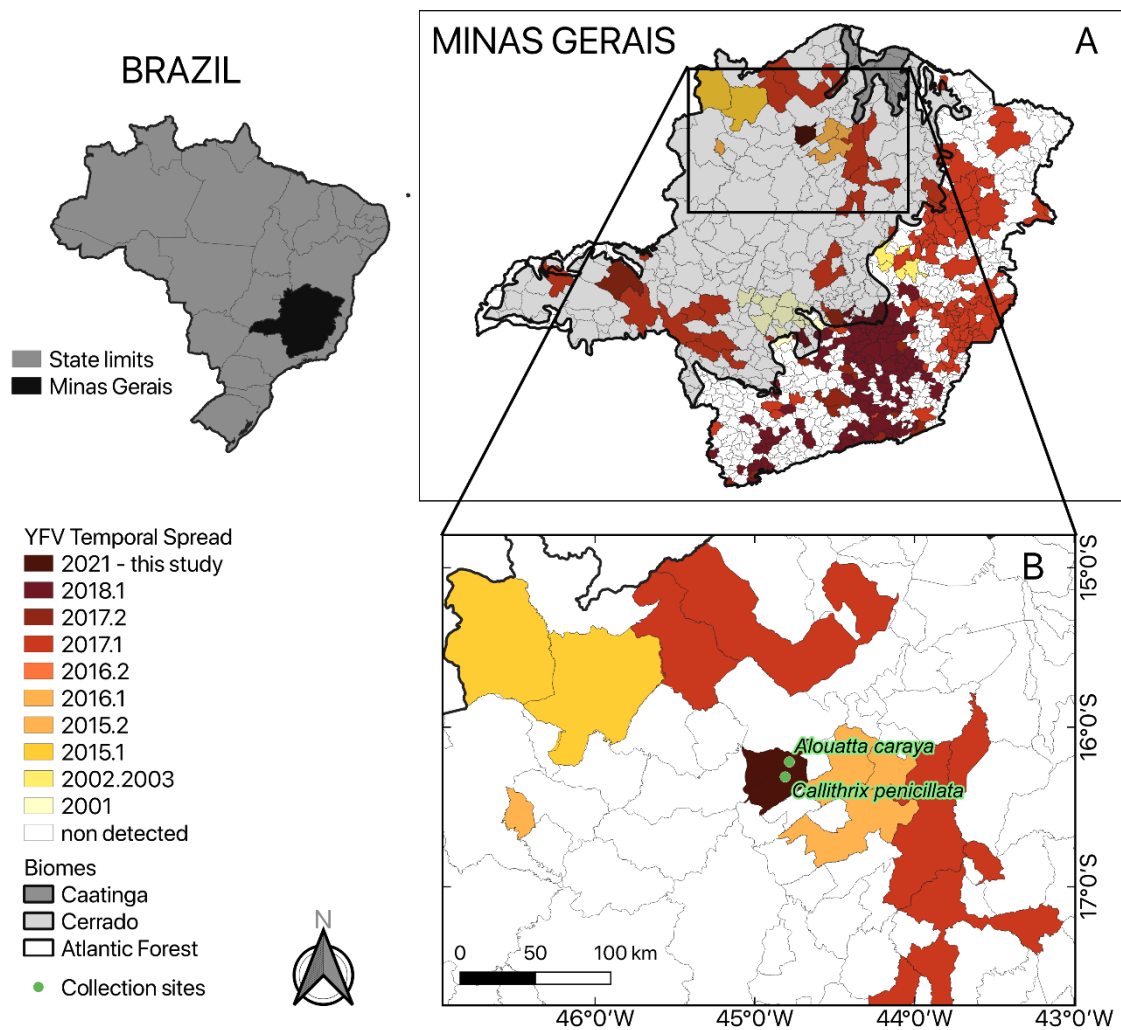 BRAZIL
State limits
Minas Gerais
MINAS GERAIS
A
YFV Temporal Spread
2021 - this study
2018.1
2017.2
2017.1
2016.2
2016.1
2015.2
2015.1
2002.2003
2001
non detected
Biomes
Caatinga
Cerrado
Atlantic Forest
Collection sites
N
B
Alouatta caraya
Callithrix penicillata
0 50 100 km
15°0'S
16°0'S
17°0'S
46°0'W 45°0'W 44°0'W 43°0'W